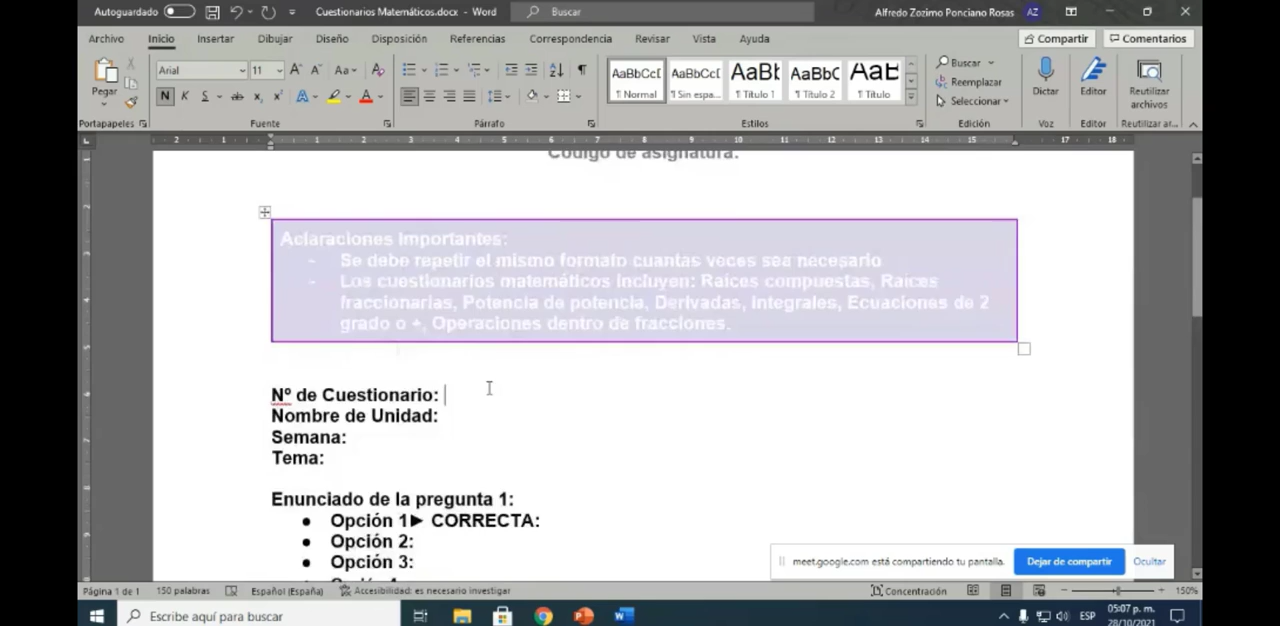 Autoguardado
Cuestionarios Matemáticos.docx - Word
Buscar
Alfredo Zozimo Ponciano Rosas AZ
Archivo Inicio Insertar Dibujar Diseño Disposición Referencias Correspondencia Revisar Vista Ayuda
Compartir Comentarios
Pegar
Arial 11
N K S
AaBbCcI AaBbCcI AaBb AaBbC AaB
Normal Sin espa... Título 1 Título 2 Título
Buscar
Reemplazar
Seleccionar
Dictar
Editor
Reutilizar archivos
Portapapeles Fuente Párrafo Estilos Edición Voz Editor Reutilizar ar...
Código de asignatura:
Aclaraciones Importantes:
- Se debe repetir el mismo formato cuantas veces sea necesario
- Los cuestionarios matemáticos incluyen: Raíces compuestas, Raíces
fraccionarias, Potencia de potencia, Derivadas, Integrales, Ecuaciones de 2
grado o +, Operaciones dentro de fracciones.
Nº de Cuestionario:
Nombre de Unidad:
Semana:
Tema:
Enunciado de la pregunta 1:
● Opción 1► CORRECTA:
● Opción 2:
● Opción 3:
meet.google.com está compartiendo tu pantalla.
Dejar de compartir
Ocultar
Página 1 de 1 150 palabras Español (España) Accesibilidad: es necesario investigar
Concentración 150%
Escribe aquí para buscar
ESP
05:07 p. m.
28/10/2021